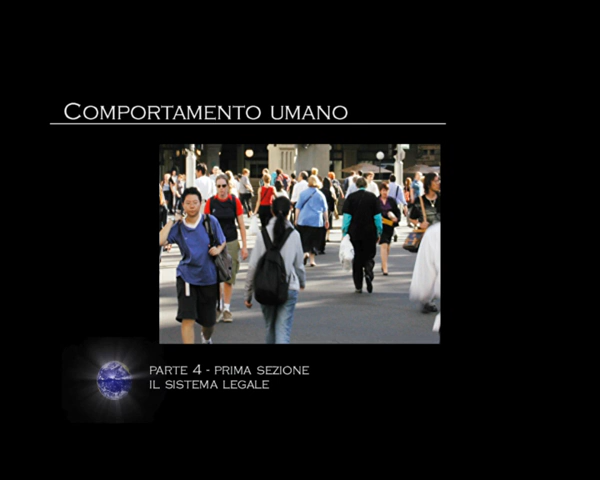 COMPORTAMENTO UMANO
PARTE 4 - PRIMA SEZIONE
IL SISTEMA LEGALE